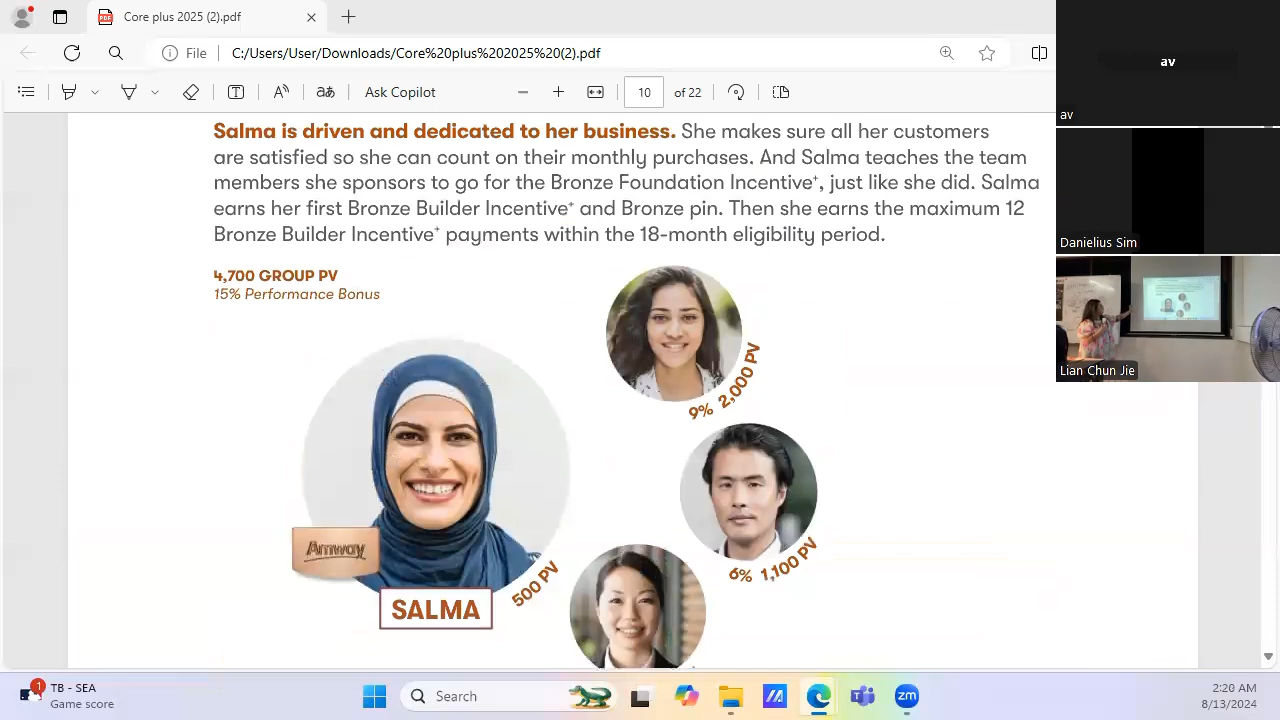 Core plus 2025 (2).pdf
File
C:/Users/User/Downloads/Core%20plus%202025%20(2).pdf
Ask Copilot
10
of 22
Salma is driven and dedicated to her business. She makes sure all her customers
are satisfied so she can count on their monthly purchases. And Salma teaches the team
members she sponsors to go for the Bronze Foundation Incentive⁺, just like she did. Salma
earns her first Bronze Builder Incentive⁺ and Bronze pin. Then she earns the maximum 12
Bronze Builder Incentive⁺ payments within the 18-month eligibility period.
4,700 GROUP PV
15% Performance Bonus
9% 2,000 PV
6% 1,100 PV
500 PV
Amway
SALMA
av
av
Danielius Sim
Lian Chun Jie
1
TB - SEA
Game score
Search
zm
2:20 AM
8/13/2024